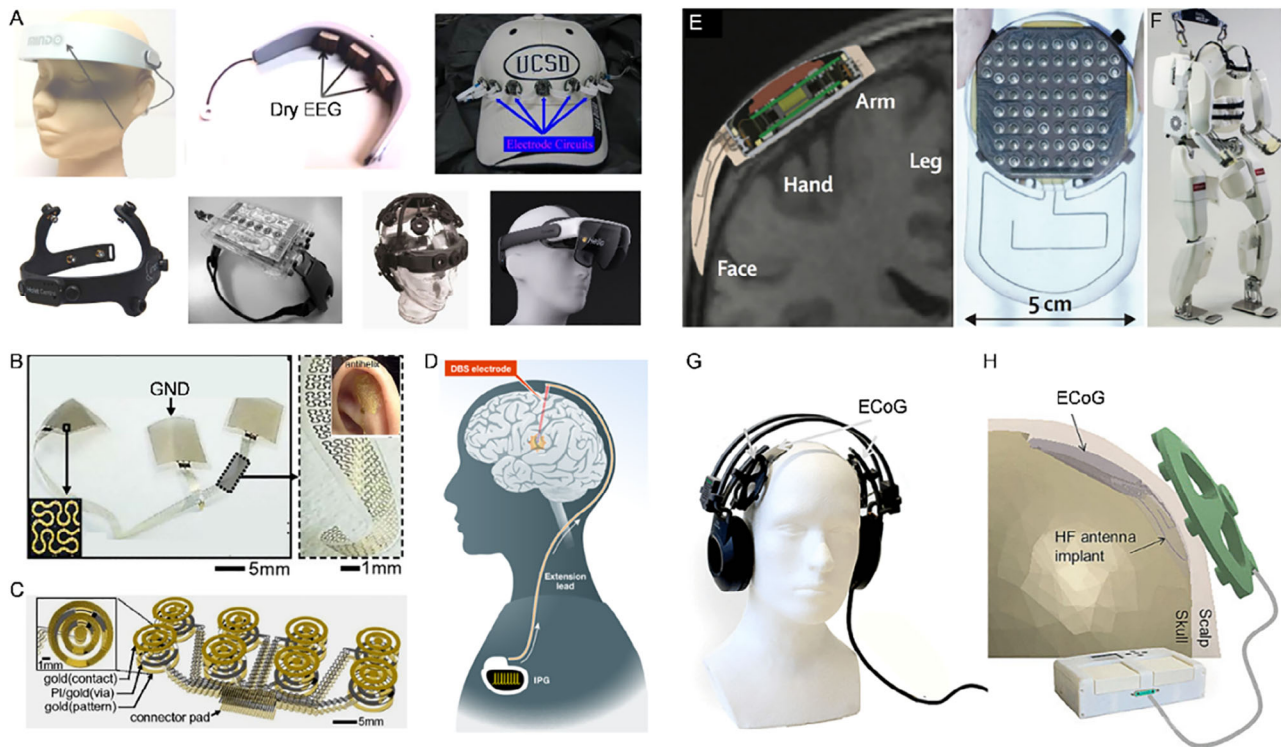 A
Dry EEG
UCSD
Electrode Circuits
B
GND
antihelix
5mm
1mm
C
1mm
gold(contact)
PI/gold(via)
gold(pattern)
connector pad
5mm
D
DBS electrode
Extension
lead
IPG
E
Arm
Leg
Hand
Face
5 cm
F
G
ECoG
H
ECoG
HF antenna
implant
Skull
Scalp